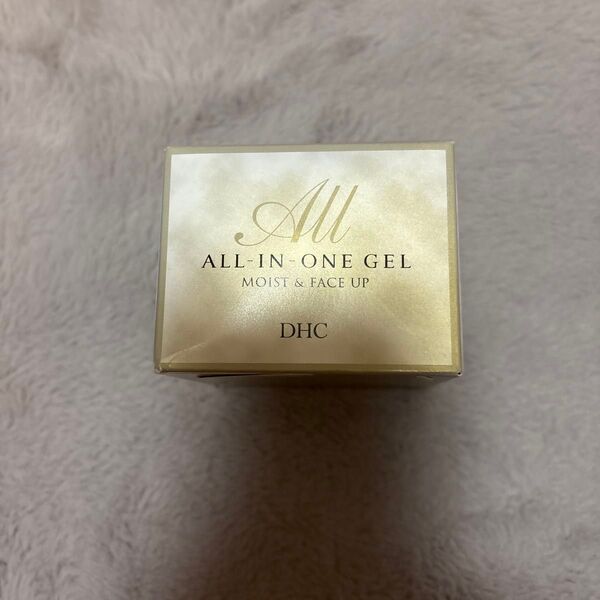 All
ALL-IN-ONE GEL
MOIST & FACE UP
DHC